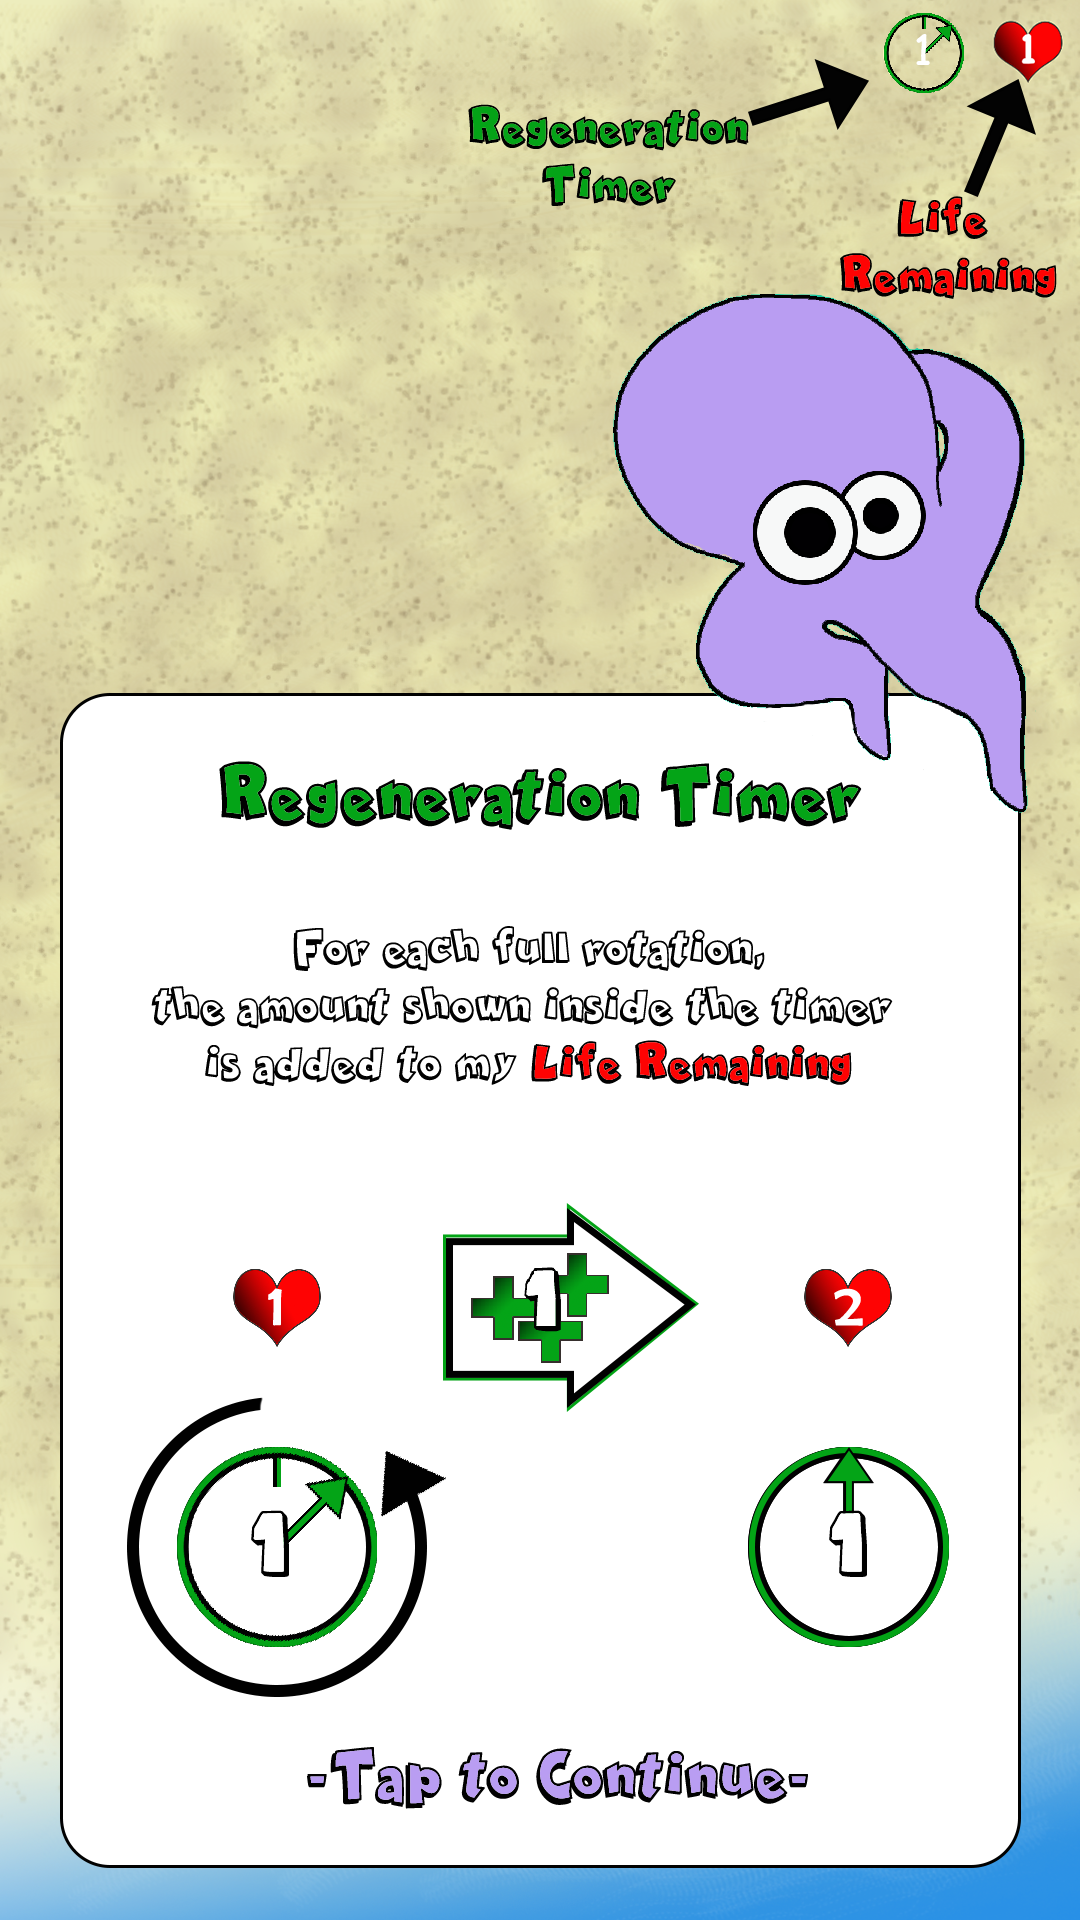 1
1
Regeneration
Timer
Life
Remaining
Regeneration Timer
For each full rotation,
the amount shown inside the timer
is added to my Life Remaining
1
1
2
1
1
-Tap to Continue-